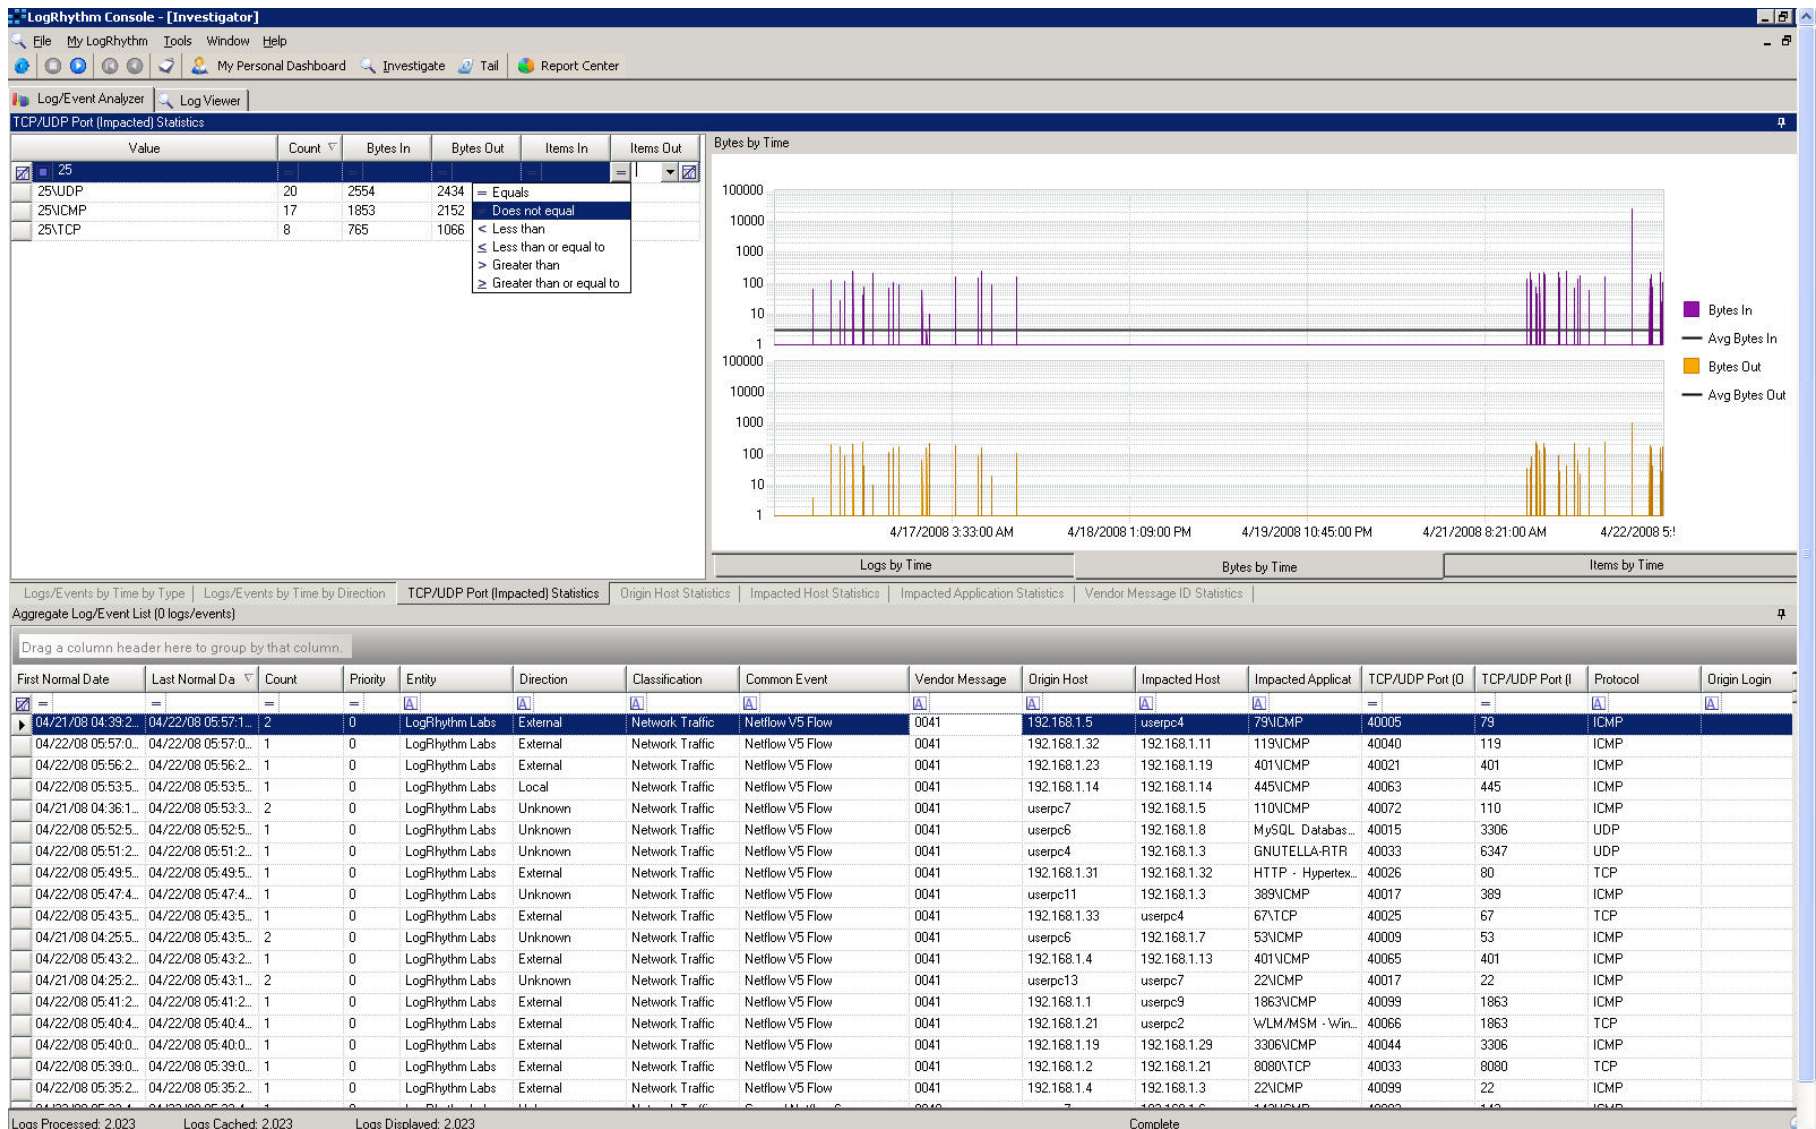 LogRhythm Console - [Investigator]
File My LogRhythm Tools Window Help
My Personal Dashboard Investigate Tail Report Center
Log/Event Analyzer Log Viewer
TCP/UDP Port (Impacted) Statistics
Value Count Bytes In Bytes Out Items In Items Out
25
25\UDP 20 2554 2434
25\ICMP 17 1853 2152
25\TCP 8 765 1066
= Equals
Does not equal
< Less than
≤ Less than or equal to
> Greater than
≥ Greater than or equal to
Bytes by Time
100000
10000
1000
100
10
1
100000
10000
1000
100
10
1
4/17/2008 3:33:00 AM 4/18/2008 1:09:00 PM 4/19/2008 10:45:00 PM 4/21/2008 8:21:00 AM 4/22/2008 5:
Bytes In
Avg Bytes In
Bytes Out
Avg Bytes Out
Logs by Time Bytes by Time Items by Time
Logs/Events by Time by Type Logs/Events by Time by Direction TCP/UDP Port (Impacted) Statistics Origin Host Statistics Impacted Host Statistics Impacted Application Statistics Vendor Message ID Statistics
Aggregate Log/Event List (0 logs/events)
Drag a column header here to group by that column.
First Normal Date Last Normal Da Count Priority Entity Direction Classification Common Event Vendor Message Origin Host Impacted Host Impacted Applicat TCP/UDP Port (O TCP/UDP Port (I Protocol Origin Login
= = = = A A A A A A A A = = A A
04/21/08 04:39:2... 04/22/08 05:57:1... 2 0 LogRhythm Labs External Network Traffic Netflow V5 Flow 0041 192.168.1.5 userpc4 79\ICMP 40005 79 ICMP
04/22/08 05:57:0... 04/22/08 05:57:0... 1 0 LogRhythm Labs External Network Traffic Netflow V5 Flow 0041 192.168.1.32 192.168.1.11 119\ICMP 40040 119 ICMP
04/22/08 05:56:2... 04/22/08 05:56:2... 1 0 LogRhythm Labs External Network Traffic Netflow V5 Flow 0041 192.168.1.23 192.168.1.19 401\ICMP 40021 401 ICMP
04/22/08 05:53:5... 04/22/08 05:53:5... 1 0 LogRhythm Labs Local Network Traffic Netflow V5 Flow 0041 192.168.1.14 192.168.1.14 445\ICMP 40063 445 ICMP
04/21/08 04:36:1... 04/22/08 05:53:3... 2 0 LogRhythm Labs Unknown Network Traffic Netflow V5 Flow 0041 userpc7 192.168.1.5 110\ICMP 40072 110 ICMP
04/22/08 05:52:5... 04/22/08 05:52:5... 1 0 LogRhythm Labs Unknown Network Traffic Netflow V5 Flow 0041 userpc6 192.168.1.8 MySQL Databas... 40015 3306 UDP
04/22/08 05:51:2... 04/22/08 05:51:2... 1 0 LogRhythm Labs Unknown Network Traffic Netflow V5 Flow 0041 userpc4 192.168.1.3 GNUTELLA-RTR 40033 6347 UDP
04/22/08 05:49:5... 04/22/08 05:49:5... 1 0 LogRhythm Labs External Network Traffic Netflow V5 Flow 0041 192.168.1.31 192.168.1.32 HTTP - Hypertex... 40026 80 TCP
04/22/08 05:47:4... 04/22/08 05:47:4... 1 0 LogRhythm Labs Unknown Network Traffic Netflow V5 Flow 0041 userpc11 192.168.1.3 389\ICMP 40017 389 ICMP
04/22/08 05:43:5... 04/22/08 05:43:5... 1 0 LogRhythm Labs External Network Traffic Netflow V5 Flow 0041 192.168.1.33 userpc4 67\TCP 40025 67 TCP
04/21/08 04:25:5... 04/22/08 05:43:5... 2 0 LogRhythm Labs Unknown Network Traffic Netflow V5 Flow 0041 userpc6 192.168.1.7 53\ICMP 40009 53 ICMP
04/22/08 05:43:2... 04/22/08 05:43:2... 1 0 LogRhythm Labs External Network Traffic Netflow V5 Flow 0041 192.168.1.4 192.168.1.13 401\ICMP 40065 401 ICMP
04/21/08 04:25:2... 04/22/08 05:43:1... 2 0 LogRhythm Labs Unknown Network Traffic Netflow V5 Flow 0041 userpc13 userpc7 22\ICMP 40017 22 ICMP
04/22/08 05:41:2... 04/22/08 05:41:2... 1 0 LogRhythm Labs External Network Traffic Netflow V5 Flow 0041 192.168.1.1 userpc9 1863\ICMP 40099 1863 ICMP
04/22/08 05:40:4... 04/22/08 05:40:4... 1 0 LogRhythm Labs External Network Traffic Netflow V5 Flow 0041 192.168.1.21 userpc2 WLM/MSM - Win... 40066 1863 TCP
04/22/08 05:40:0... 04/22/08 05:40:0... 1 0 LogRhythm Labs External Network Traffic Netflow V5 Flow 0041 192.168.1.19 192.168.1.29 3306\ICMP 40044 3306 ICMP
04/22/08 05:39:0... 04/22/08 05:39:0... 1 0 LogRhythm Labs External Network Traffic Netflow V5 Flow 0041 192.168.1.2 192.168.1.21 8080\TCP 40033 8080 TCP
04/22/08 05:35:2... 04/22/08 05:35:2... 1 0 LogRhythm Labs External Network Traffic Netflow V5 Flow 0041 192.168.1.4 192.168.1.3 22\ICMP 40099 22 ICMP
Logs Processed: 2,023 Logs Cached: 2,023 Logs Displayed: 2,023 Complete